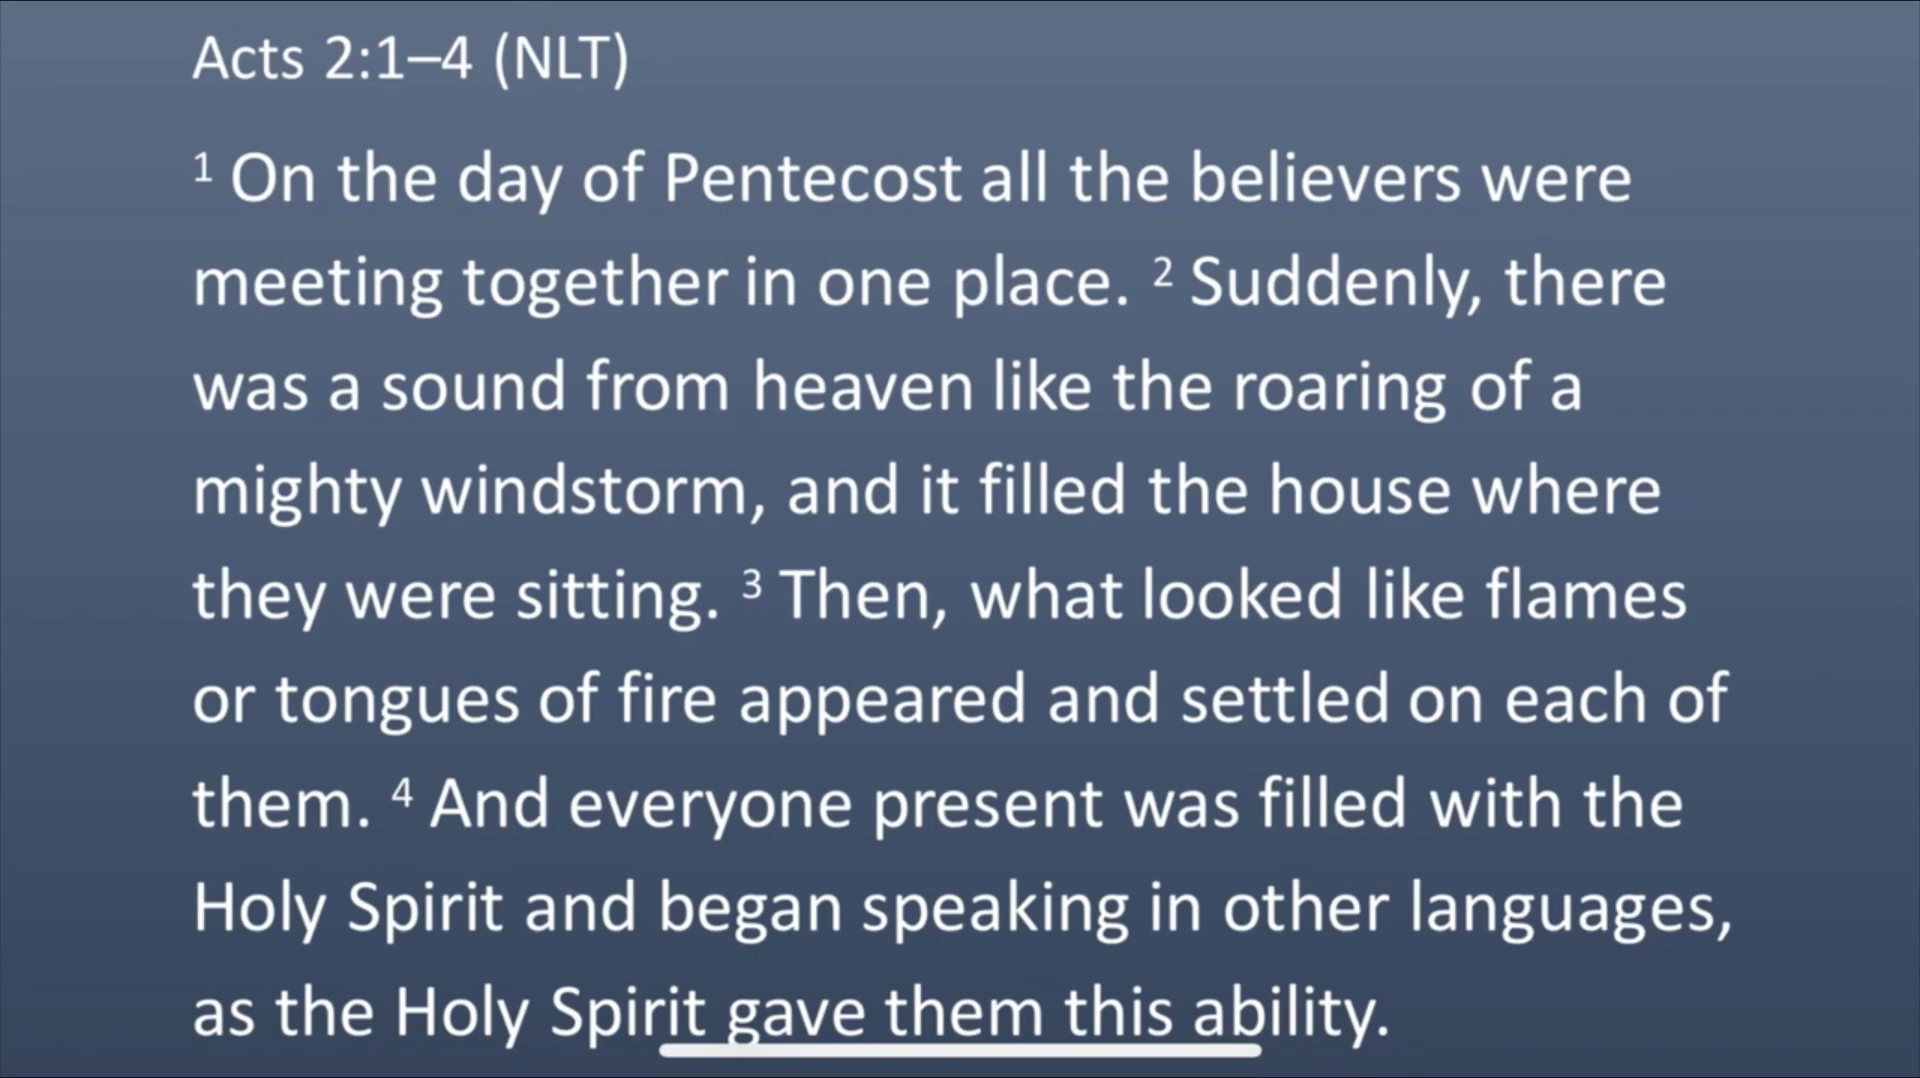 Acts 2:1–4 (NLT)
1 On the day of Pentecost all the believers were
meeting together in one place. 2 Suddenly, there
was a sound from heaven like the roaring of a
mighty windstorm, and it filled the house where
they were sitting. 3 Then, what looked like flames
or tongues of fire appeared and settled on each of
them. 4 And everyone present was filled with the
Holy Spirit and began speaking in other languages,
as the Holy Spirit gave them this ability.